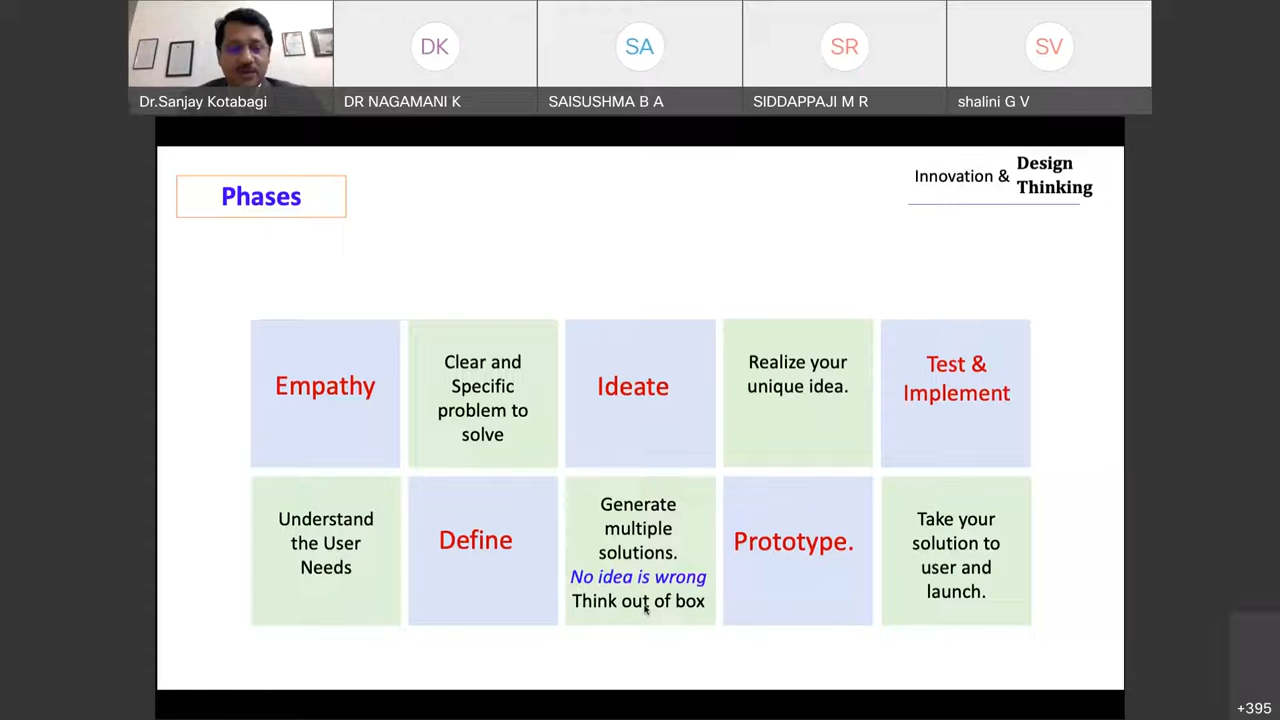 DK
SA
SR
SV
Dr.Sanjay Kotabagi
DR NAGAMANI K
SAISUSHMA B A
SIDDAPPAJI M R
shalini G V
Phases
Innovation &
Design
Thinking
Empathy
Clear and
Specific
problem to
solve
Ideate
Realize your
unique idea.
Test &
Implement
Understand
the User
Needs
Define
Generate
multiple
solutions.
No idea is wrong
Think out of box
Prototype.
Take your
solution to
user and
launch.
+395